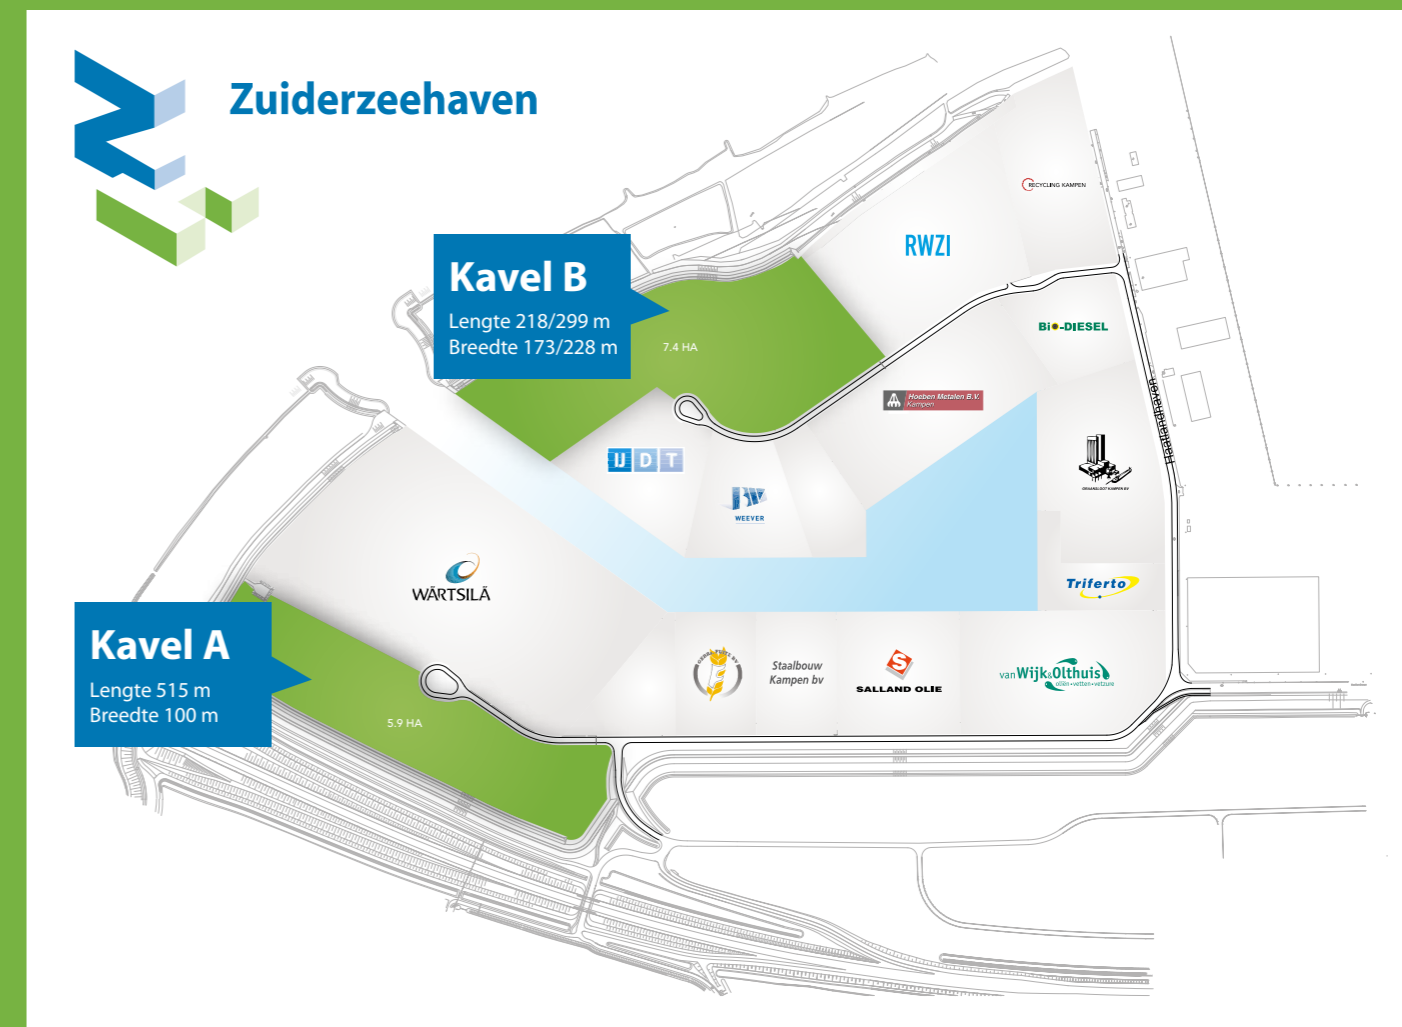 Zuiderzeehaven
RECYCLING KAMPEN
RWZI
Kavel B
Lengte 218/299 m
Breedte 173/228 m
7.4 HA
Bi-DIESEL
Hoeben Metalen B.V.
Kampen
Haatlandhaven
IJDT
WEEVER
WÄRTSILÄ
Triferto
Kavel A
Lengte 515 m
Breedte 100 m
5.9 HA
Staalbouw
Kampen bv
SALLAND OLIE
van Wijk & Olthuis
oliën • vetten • vetzure